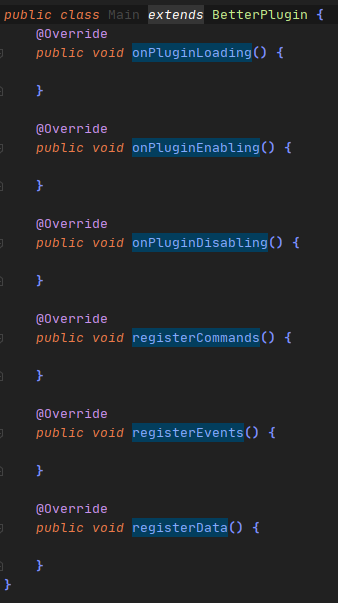 public class Main extends BetterPlugin {
@Override
public void onPluginLoading() {
}
@Override
public void onPluginEnabling() {
}
@Override
public void onPluginDisabling() {
}
@Override
public void registerCommands() {
}
@Override
public void registerEvents() {
}
@Override
public void registerData() {
}
}